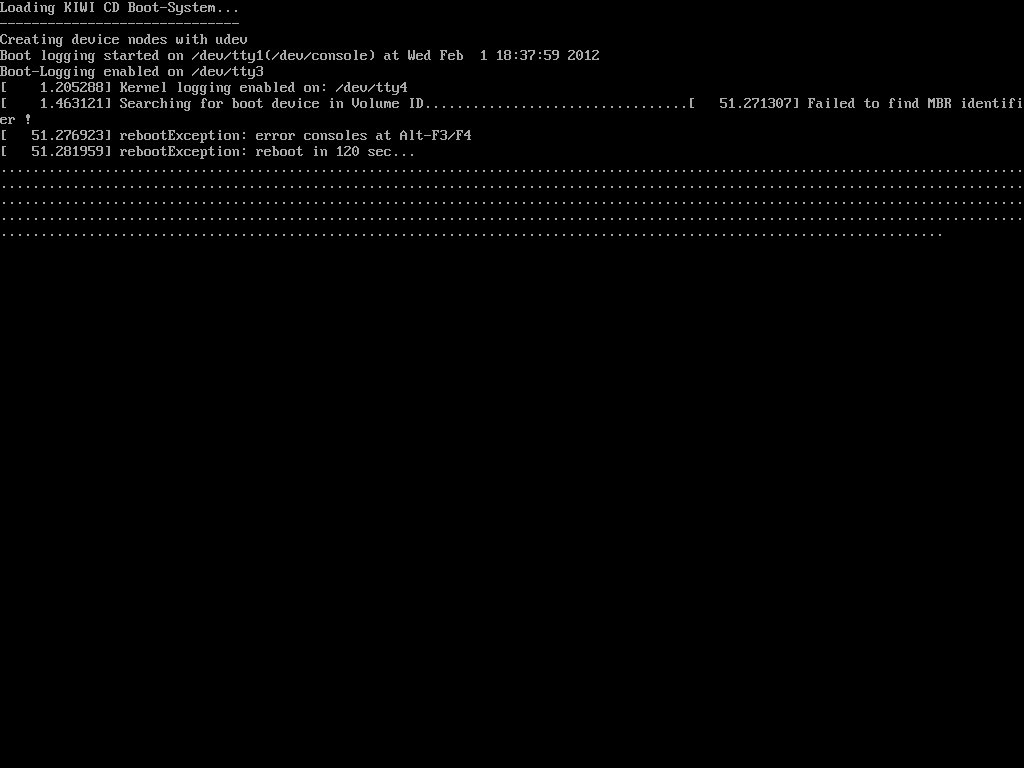 Loading KIWI CD Boot-System...
------------------------------
Creating device nodes with udev
Boot logging started on /dev/tty1(/dev/console) at Wed Feb  1 18:37:59 2012
Boot-Logging enabled on /dev/tty3
[    1.205288] Kernel logging enabled on: /dev/tty4
[    1.463121] Searching for boot device in Volume ID.................................[   51.271307] Failed to find MBR identifi
er !
[   51.276923] rebootException: error consoles at Alt-F3/F4
[   51.281959] rebootException: reboot in 120 sec...
................................................................................................................................
................................................................................................................................
................................................................................................................................
................................................................................................................................
......................................................................................................................